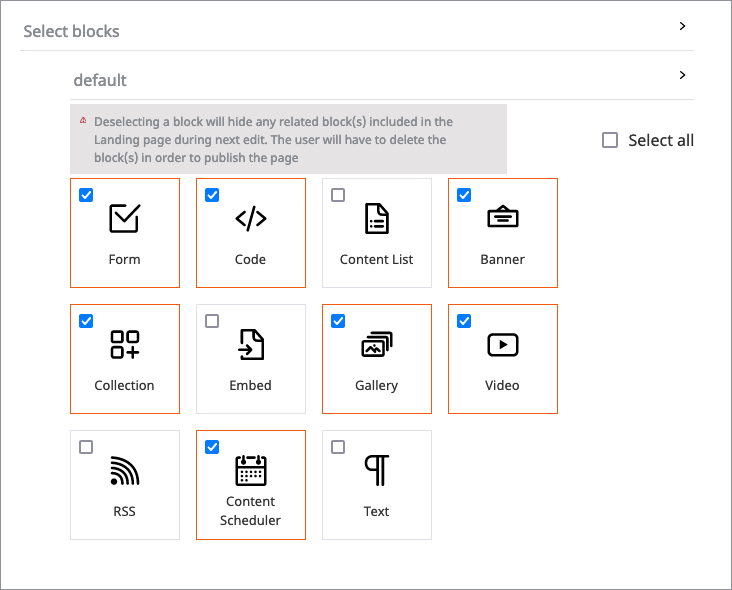 Select blocks
default
Deselecting a block will hide any related block(s) included in the
Landing page during next edit. The user will have to delete the
block(s) in order to publish the page
Select all
Form
Code
Content List
Banner
Collection
Embed
Gallery
Video
RSS
Content
Scheduler
Text